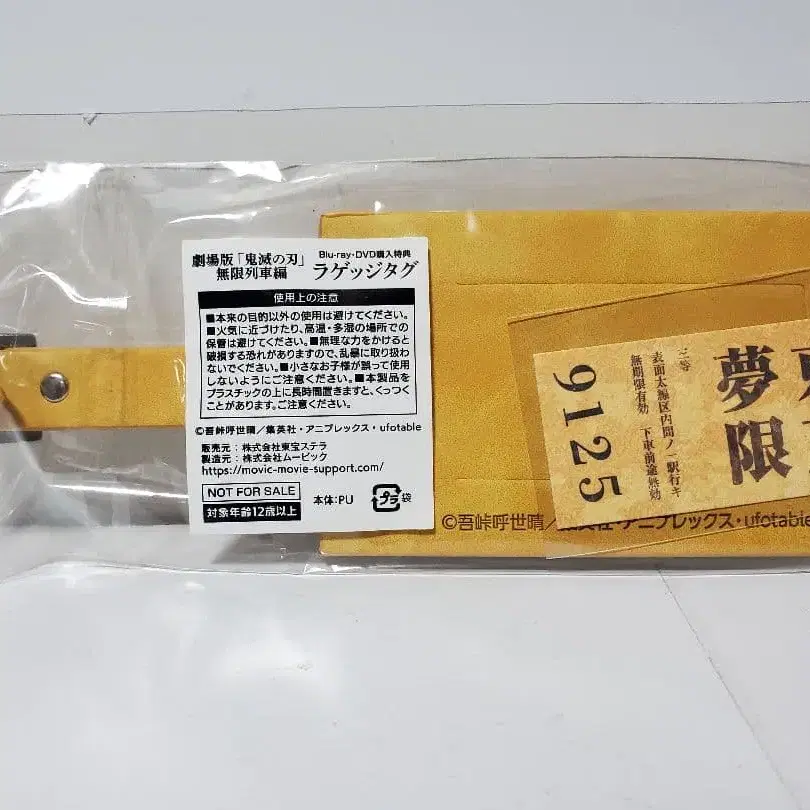 劇場版「鬼滅の刃」
無限列車編
Blu-ray・DVD購入特典
ラゲッジタグ
使用上の注意
■本来の目的以外の使用は避けてください。
■火気に近づけたり、高温・多湿の場所での
保管は避けてください。■無理な力をかけると
破損する恐れがありますので、乱暴に取り扱わ
ないでください。■小さなお子様が誤って使用
しないようにご注意ください。■本製品を
プラスチックの上に長時間置きますと、くっつく
ことがあります。ご注意ください。
©吾峠呼世晴／集英社・アニプレックス・ufotable
販売元：株式会社東宝ステラ
製造元：株式会社ムービック
https://movic-movie-support.com/
NOT FOR SALE
対象年齢12歳以上
本体：PU
プラ
袋
夢限
三等
表面太線区内間ノ一駅行キ
無期限有効 下車前途無効
9125
©吾峠呼世晴／集英社・アニプレックス・ufotable